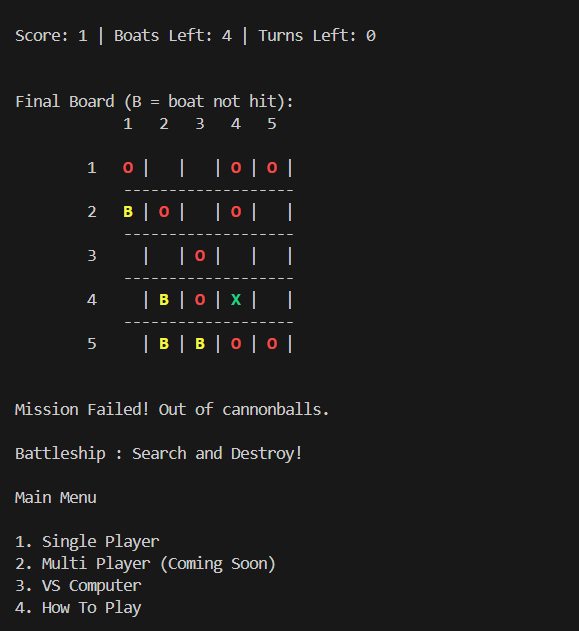 Score: 1 | Boats Left: 4 | Turns Left: 0
Final Board (B = boat not hit):
1   2   3   4   5
1   O |   |   | O | O |
-------------------
2   B | O |   | O |   |
-------------------
3     |   | O |   |   |
-------------------
4     | B | O | X |   |
-------------------
5     | B | B | O | O |
Mission Failed! Out of cannonballs.
Battleship : Search and Destroy!
Main Menu
1. Single Player
2. Multi Player (Coming Soon)
3. VS Computer
4. How To Play